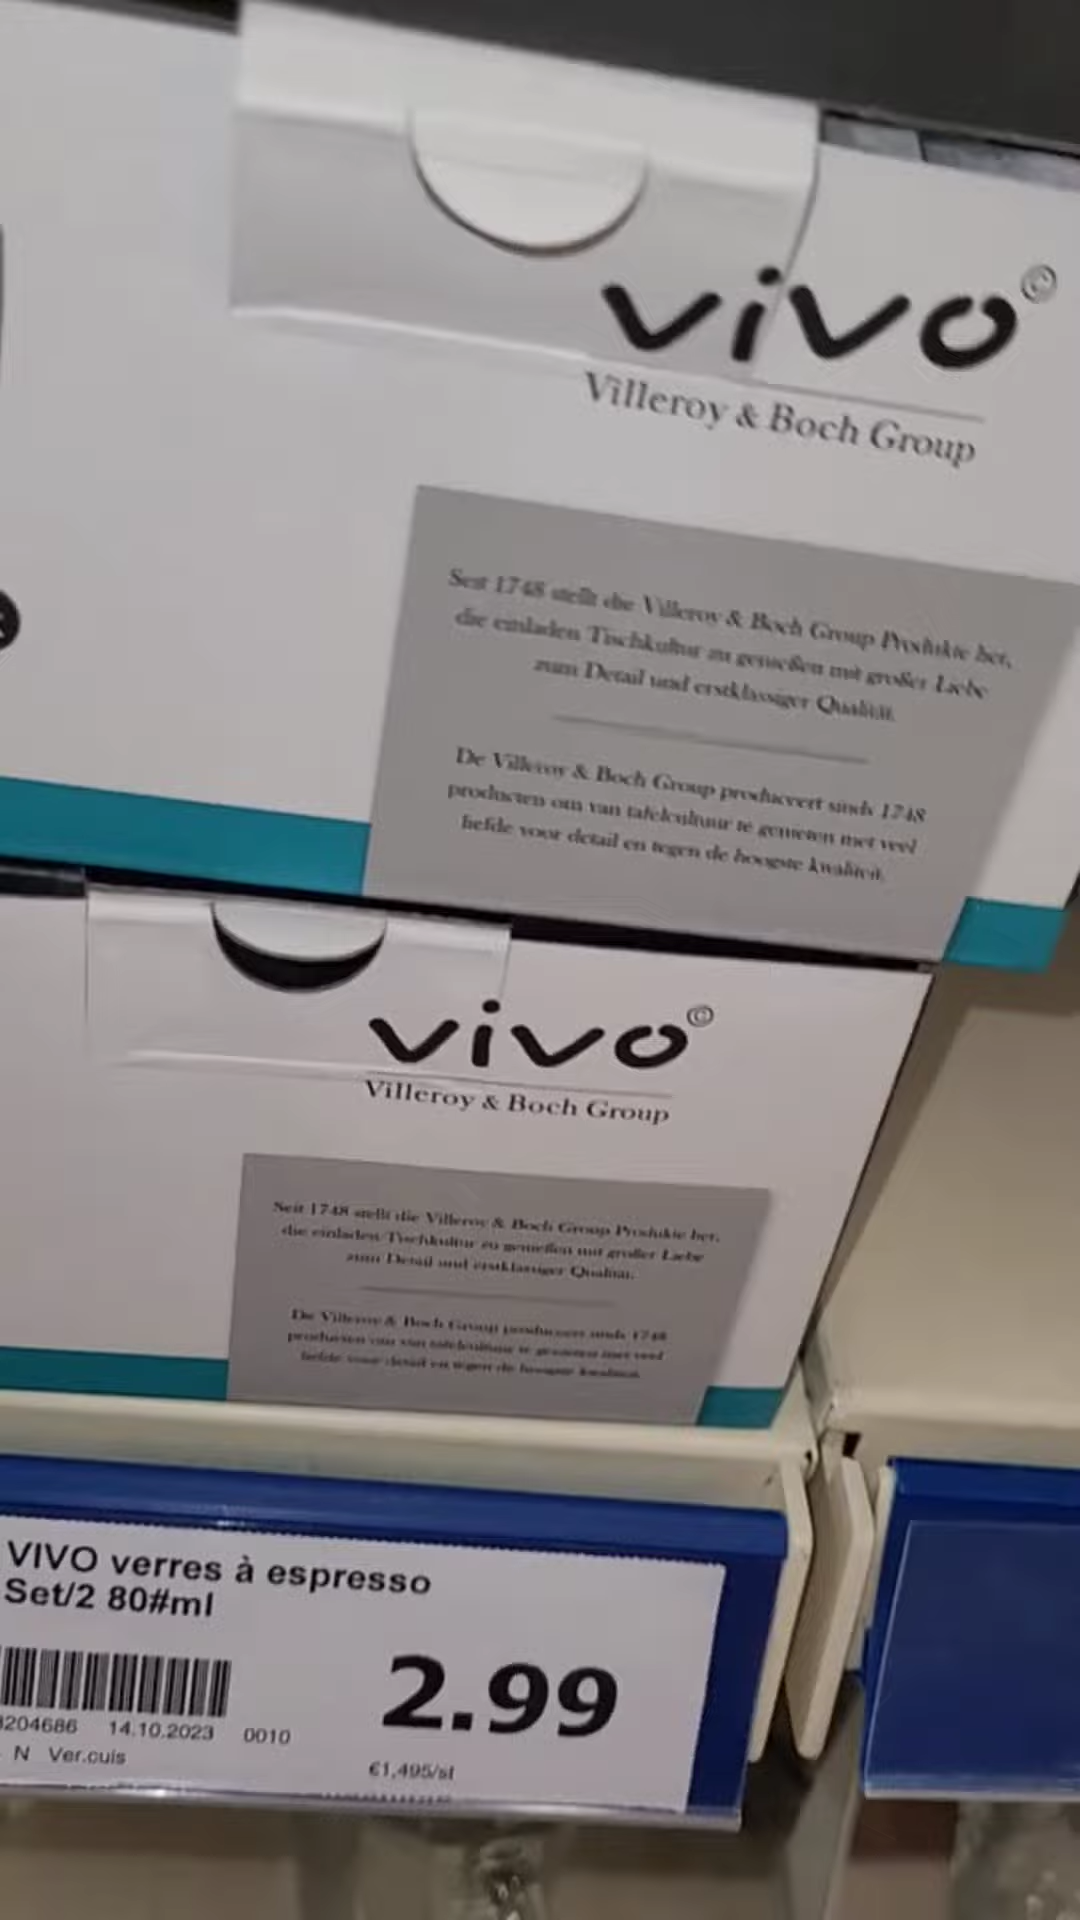 vivo©
Villeroy & Boch Group
Seit 1748 stellt die Villeroy & Boch Group Produkte her,
die einladen Tischkultur zu genießen mit großer Liebe
zum Detail und erstklassiger Qualität.
De Villeroy & Boch Group produceert sinds 1748
producten om van tafelcultuur te genieten met veel
liefde voor detail en tegen de hoogste kwaliteit.
vivo©
Villeroy & Boch Group
Seit 1748 stellt die Villeroy & Boch Group Produkte her,
die einladen Tischkultur zu genießen mit großer Liebe
zum Detail und erstklassiger Qualität.
De Villeroy & Boch Group produceert sinds 1748
producten om van tafelcultuur te genieten met veel
liefde voor detail en tegen de hoogste kwaliteit.
VIVO verres à espresso
Set/2 80#ml
2.99
204686 14.10.2023 0010
N Ver.cuis
€1,495/st